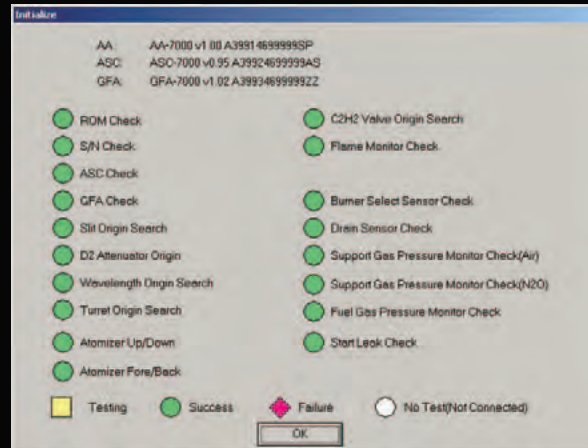 Initialize
AA: AA-7000 v1.00 A39914699999SP
ASC: ASC-7000 v0.95 A39924699999AS
GFA: GFA-7000 v1.02 A39934699999ZZ
ROM Check
S/N Check
ASC Check
GFA Check
Slit Origin Search
D2 Attenuator Origin
Wavelength Origin Search
Turret Origin Search
Atomizer Up/Down
Atomizer Fore/Back
C2H2 Valve Origin Search
Flame Monitor Check
Burner Select Sensor Check
Drain Sensor Check
Support Gas Pressure Monitor Check(Air)
Support Gas Pressure Monitor Check(N2O)
Fuel Gas Pressure Monitor Check
Start Leak Check
Testing Success Failure No Test(Not Connected)
OK